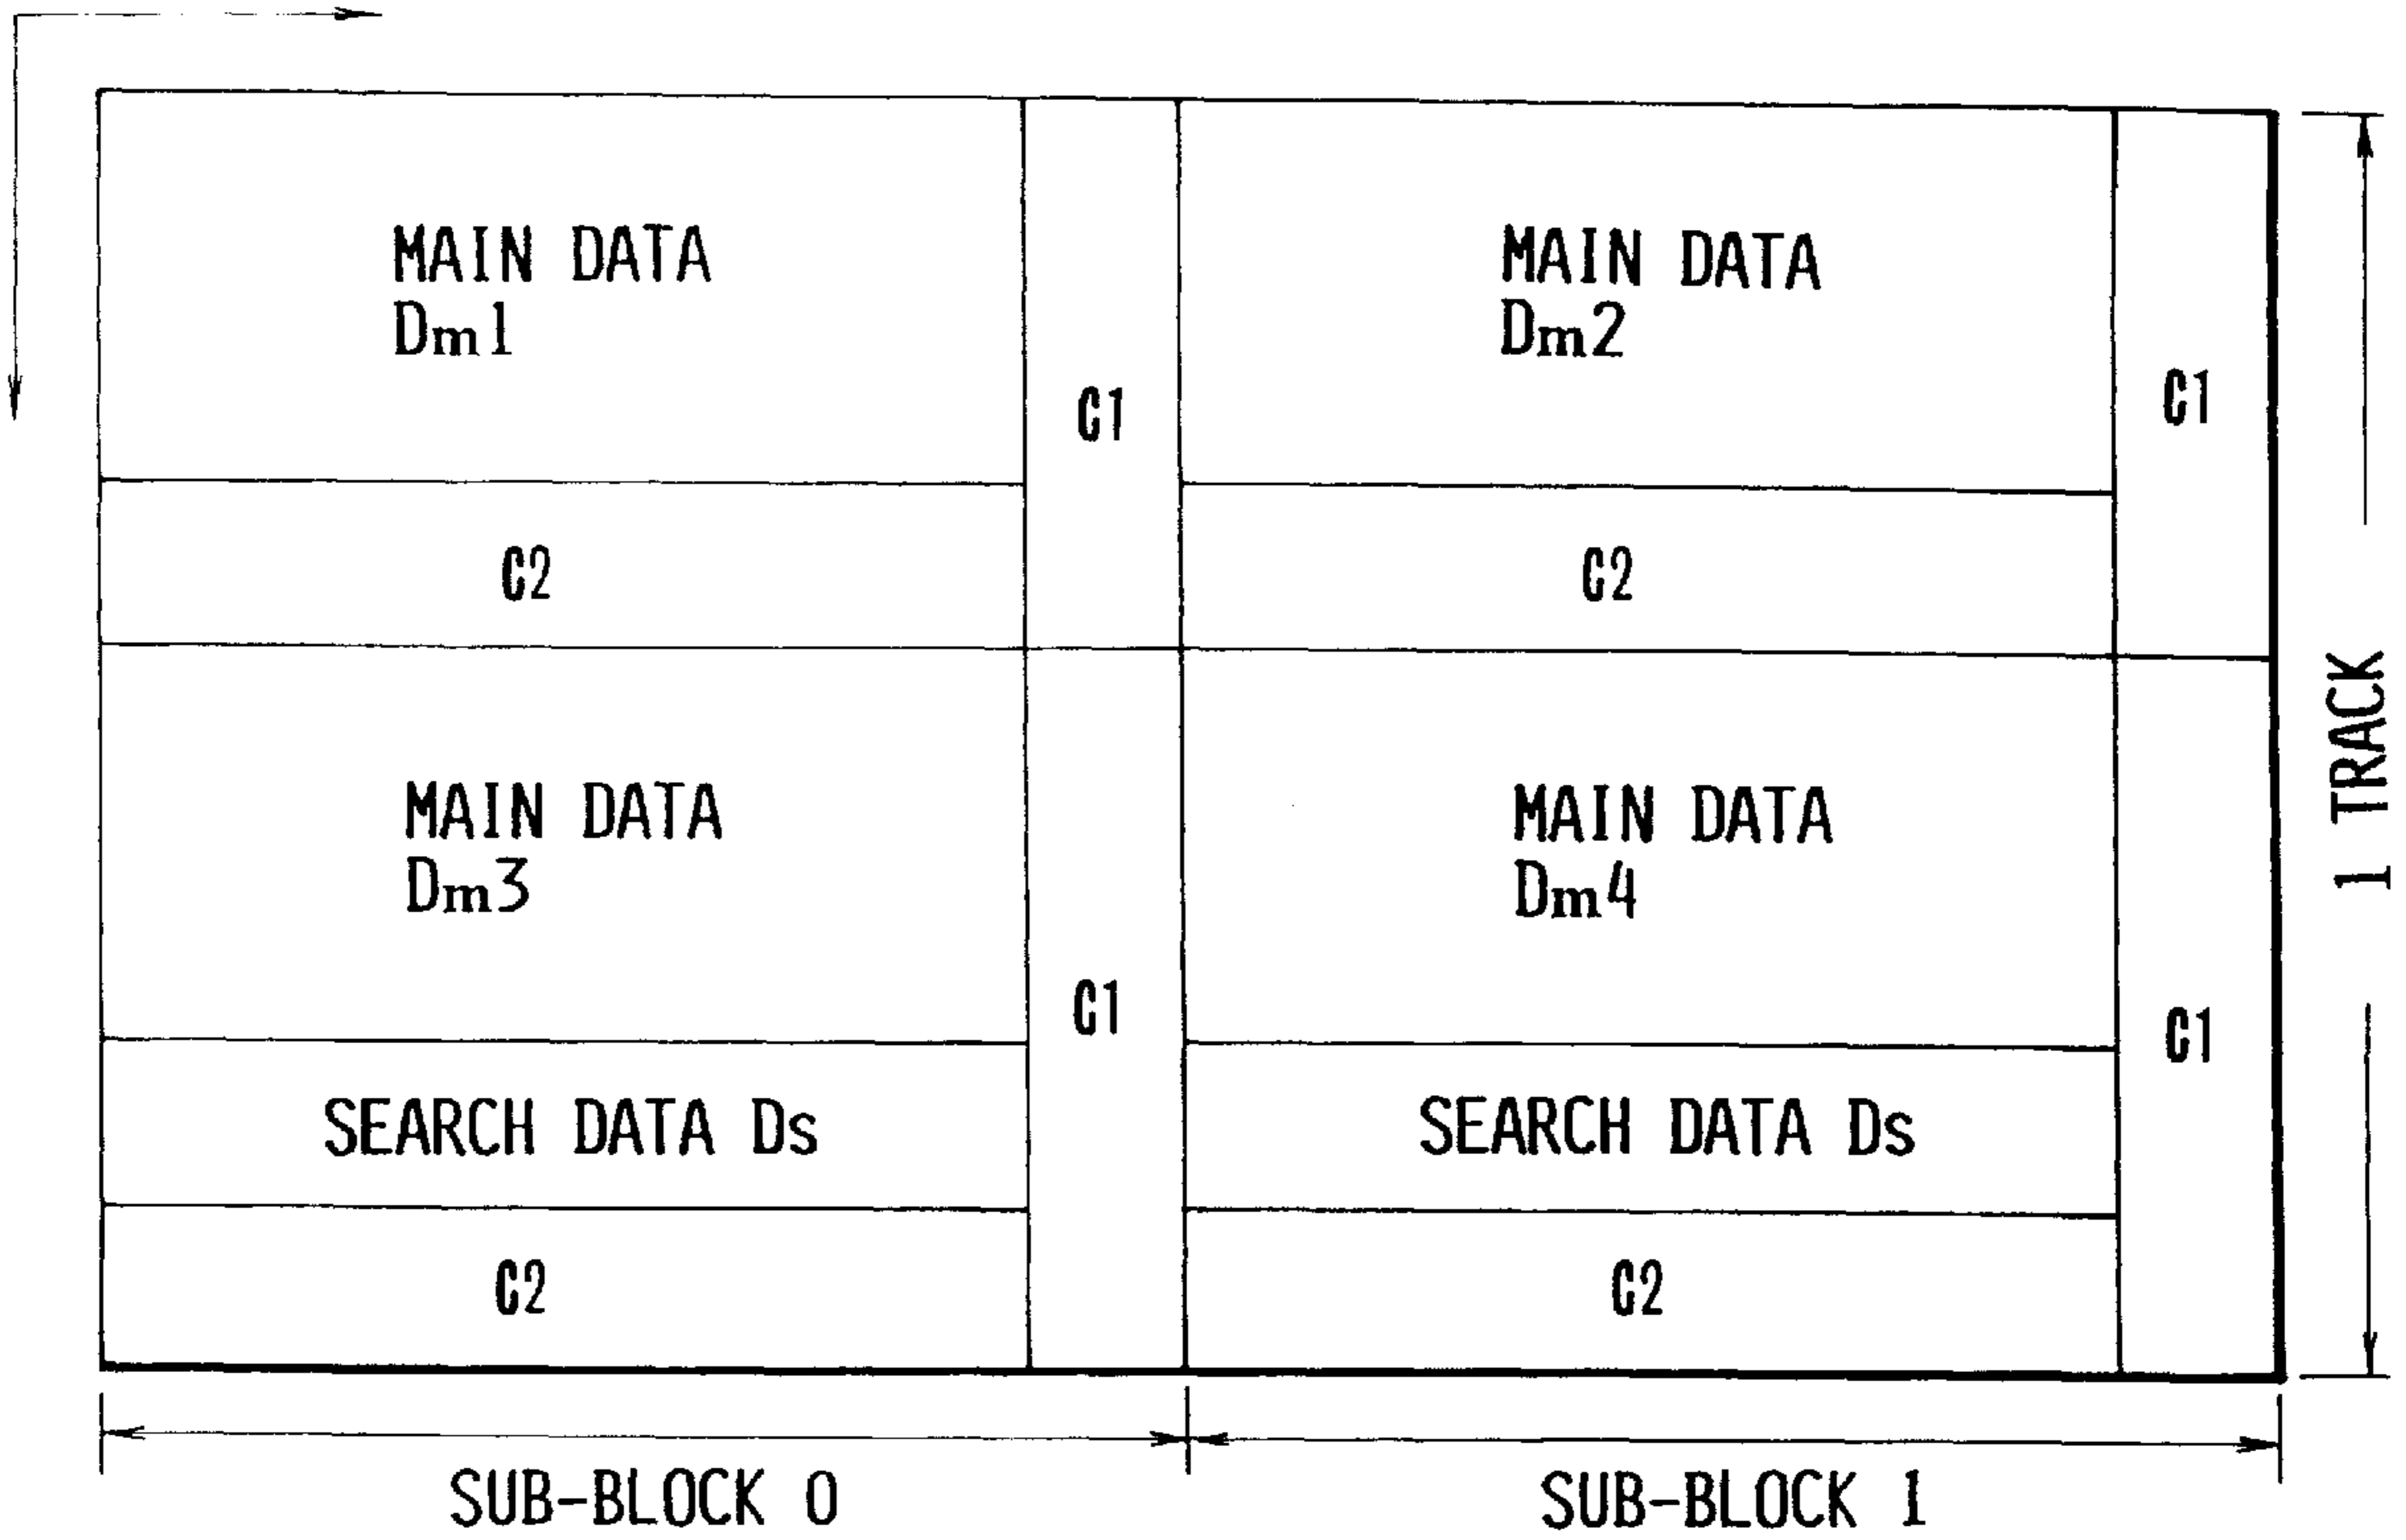 MAIN DATA
Dm1
C1
MAIN DATA
Dm2
C1
C2
C2
MAIN DATA
Dm3
C1
MAIN DATA
Dm4
C1
SEARCH DATA Ds
SEARCH DATA Ds
C2
C2
1 TRACK
SUB-BLOCK 0
SUB-BLOCK 1